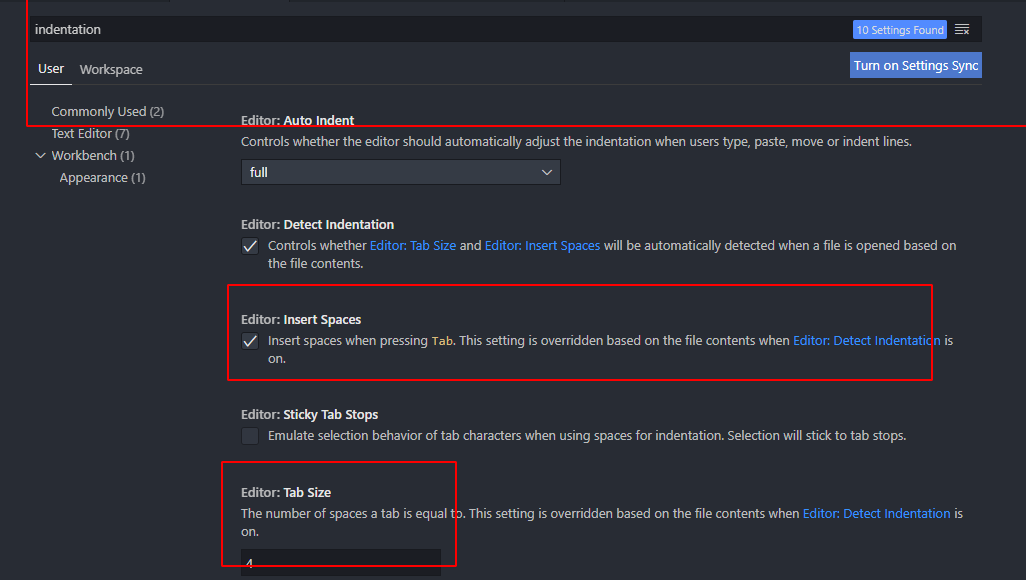 indentation
10 Settings Found
User Workspace
Turn on Settings Sync
Commonly Used (2)
Text Editor (7)
Workbench (1)
Appearance (1)
Editor: Auto Indent
Controls whether the editor should automatically adjust the indentation when users type, paste, move or indent lines.
full
Editor: Detect Indentation
Controls whether Editor: Tab Size and Editor: Insert Spaces will be automatically detected when a file is opened based on
the file contents.
Editor: Insert Spaces
Insert spaces when pressing Tab. This setting is overridden based on the file contents when Editor: Detect Indentation is
on.
Editor: Sticky Tab Stops
Emulate selection behavior of tab characters when using spaces for indentation. Selection will stick to tab stops.
Editor: Tab Size
The number of spaces a tab is equal to. This setting is overridden based on the file contents when Editor: Detect Indentation is
on.
4